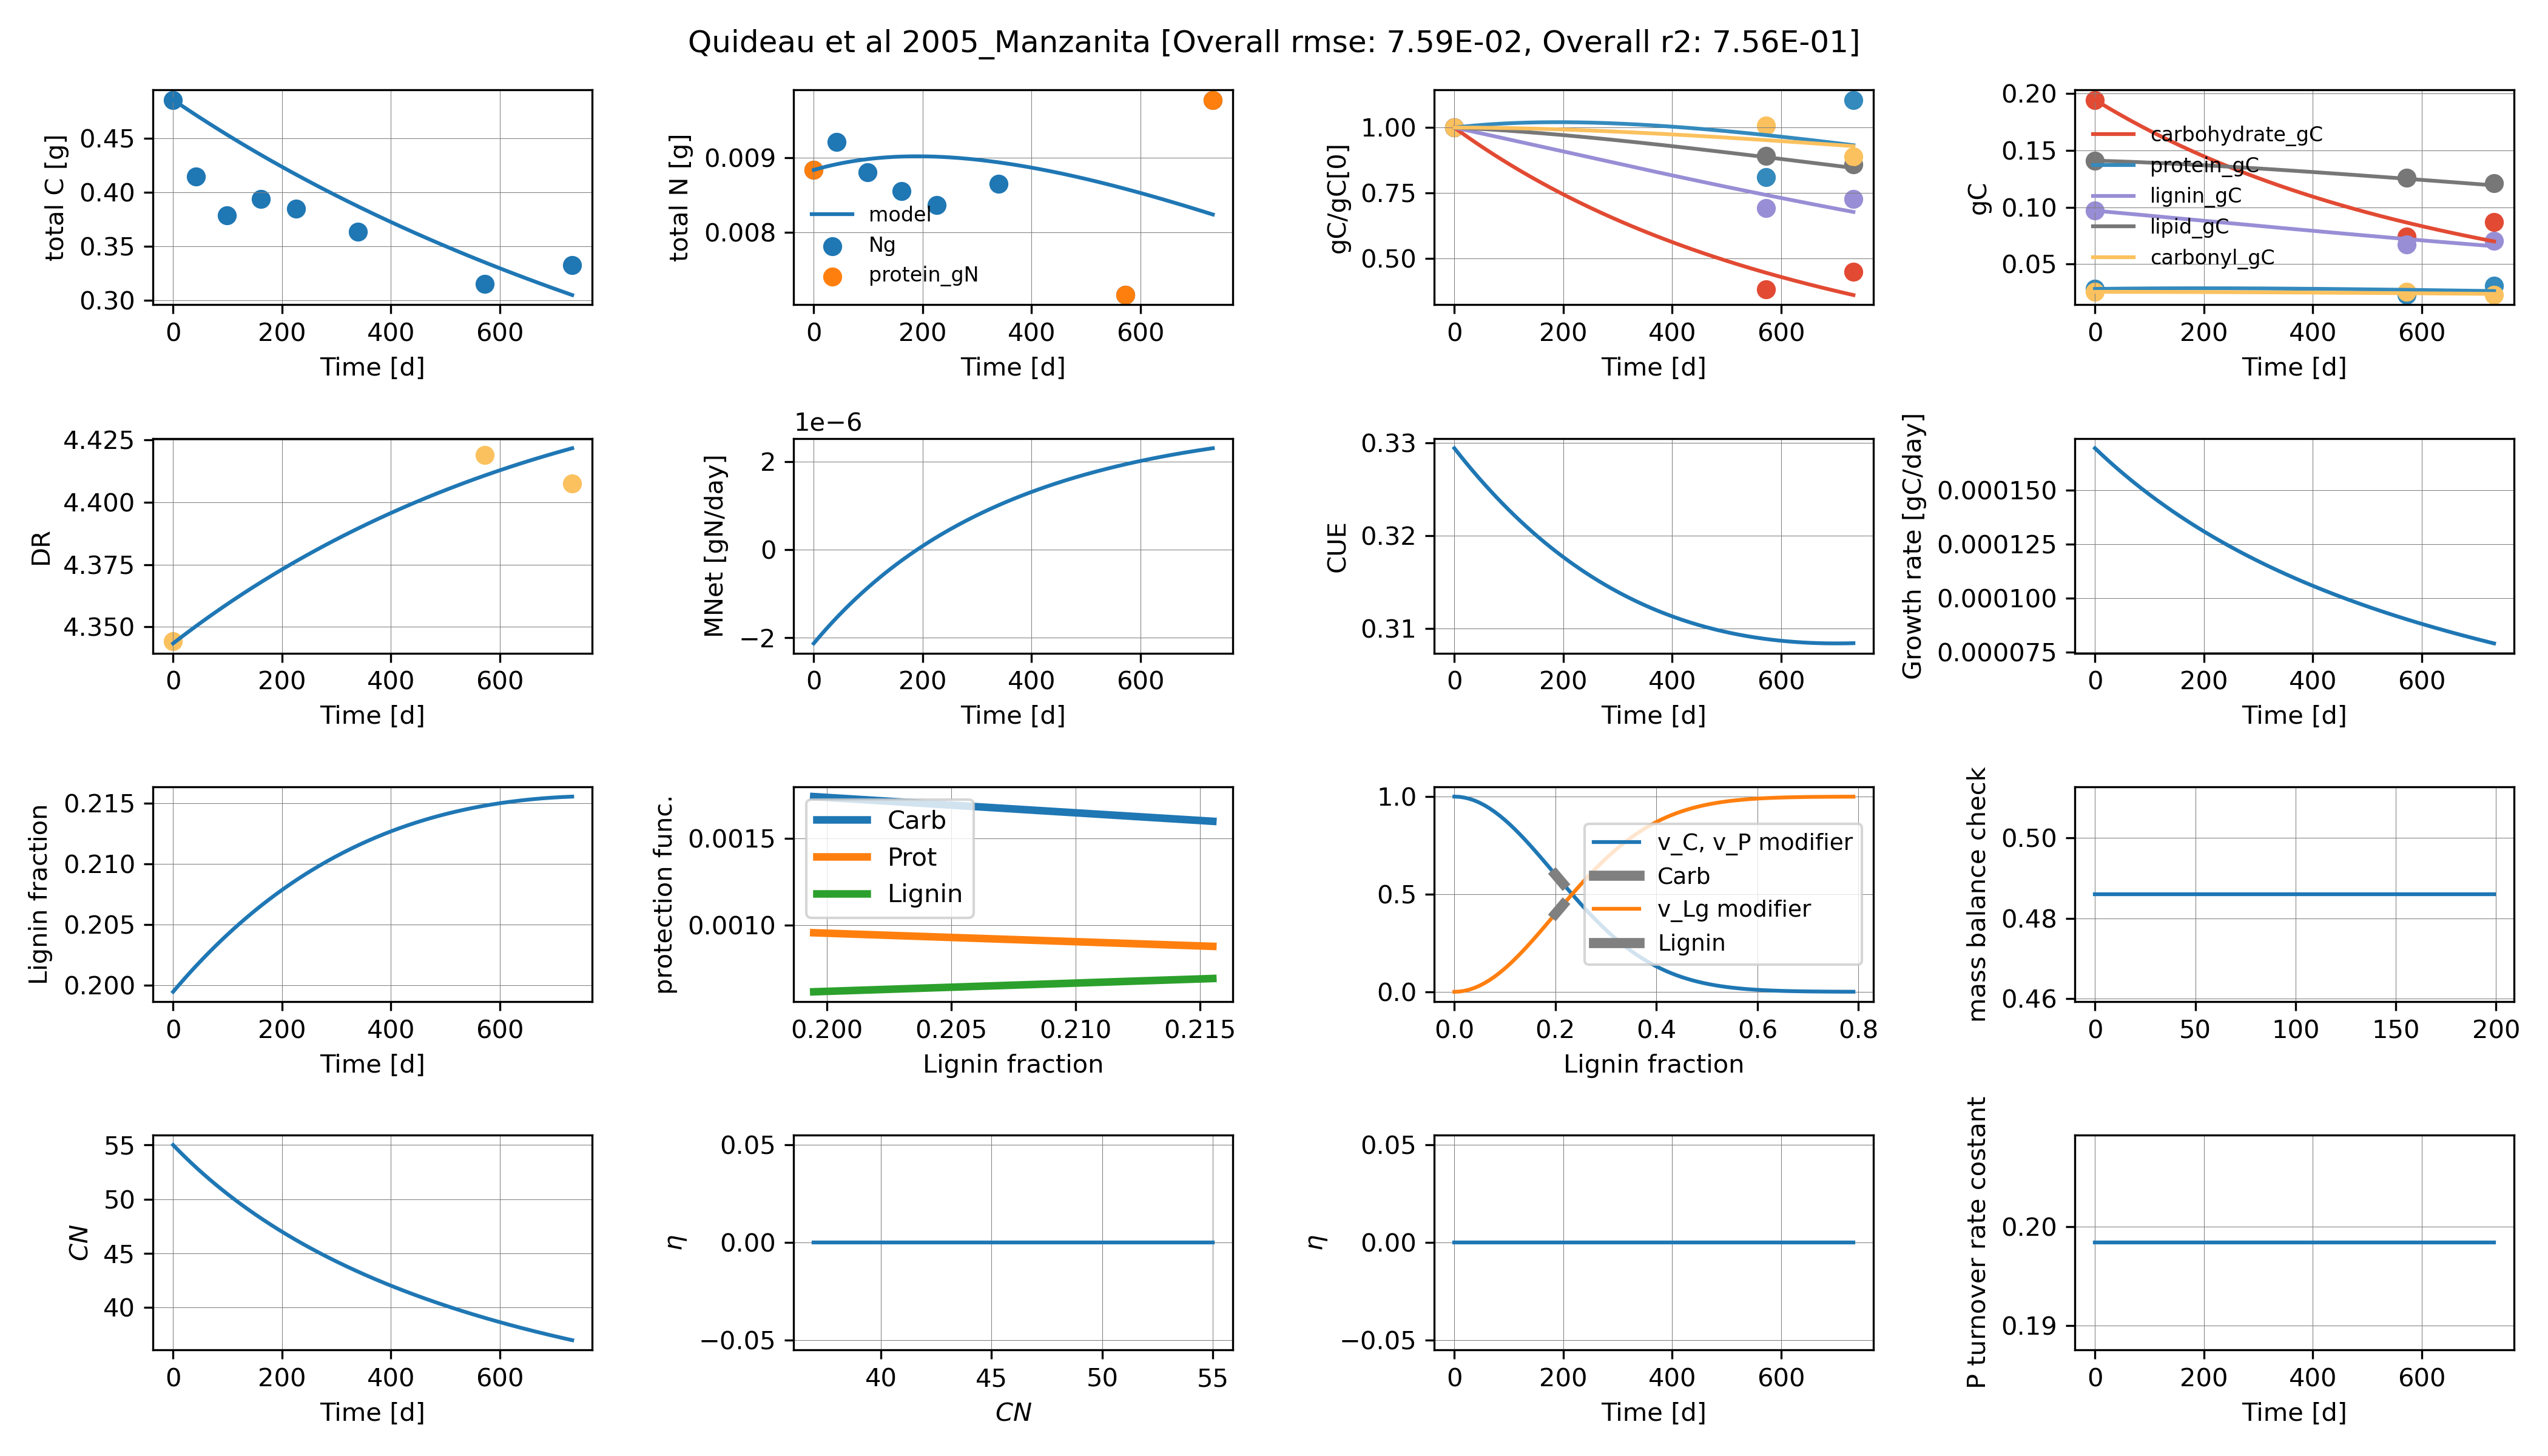 Quideau et al 2005_Manzanita [Overall rmse: 7.59E-02, Overall r2: 7.56E-01]
total C [g]
0.45
0.40
0.35
0.30
0 200 400 600
Time [d]
total N [g]
0.009
0.008
model
Ng
protein_gN
0 200 400 600
Time [d]
gC/gC[0]
1.00
0.75
0.50
0 200 400 600
Time [d]
gC
0.20
0.15
0.10
0.05
carbohydrate_gC
protein_gC
lignin_gC
lipid_gC
carbonyl_gC
0 200 400 600
Time [d]
DR
4.425
4.400
4.375
4.350
0 200 400 600
Time [d]
1e−6
MNet [gN/day]
2
0
−2
0 200 400 600
Time [d]
CUE
0.33
0.32
0.31
0 200 400 600
Time [d]
Growth rate [gC/day]
0.000150
0.000125
0.000100
0.000075
0 200 400 600
Time [d]
Lignin fraction
0.215
0.210
0.205
0.200
0 200 400 600
Time [d]
protection func.
0.0015
0.0010
Carb
Prot
Lignin
0.200 0.205 0.210 0.215
Lignin fraction
1.0
0.5
0.0
v_C, v_P modifier
Carb
v_Lg modifier
Lignin
0.0 0.2 0.4 0.6 0.8
Lignin fraction
mass balance check
0.50
0.48
0.46
0 50 100 150 200
CN
55
50
45
40
0 200 400 600
Time [d]
η
0.05
0.00
−0.05
40 45 50 55
CN
η
0.05
0.00
−0.05
0 200 400 600
Time [d]
P turnover rate costant
0.20
0.19
0 200 400 600
Time [d]